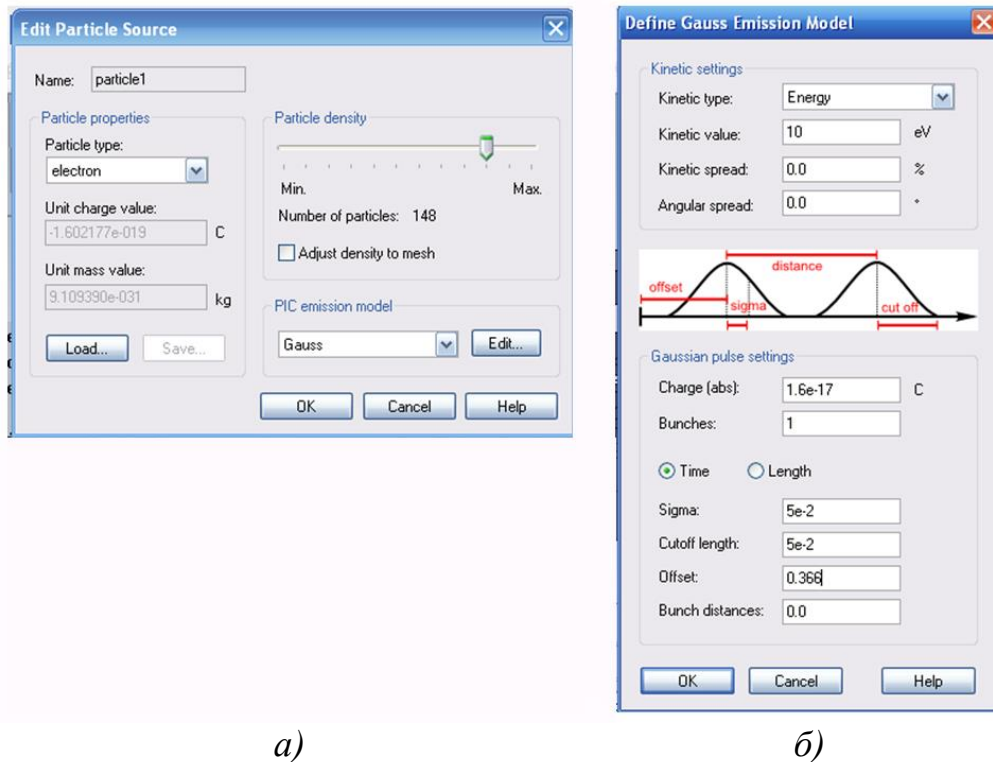 Edit Particle Source
Name: particle1
Particle properties
Particle type:
electron
Unit charge value:
-1.602177e-019 C
Unit mass value:
9.109390e-031 kg
Load... Save...
Particle density
Min. Max.
Number of particles: 148
Adjust density to mesh
PIC emission model
Gauss Edit...
OK Cancel Help
а)
Define Gauss Emission Model
Kinetic settings
Kinetic type: Energy
Kinetic value: 10 eV
Kinetic spread: 0.0 %
Angular spread: 0.0 °
distance
offset
sigma
cut off
Gaussian pulse settings
Charge (abs): 1.6e-17 C
Bunches: 1
Time Length
Sigma: 5e-2
Cutoff length: 5e-2
Offset: 0.366
Bunch distances: 0.0
OK Cancel Help
б)